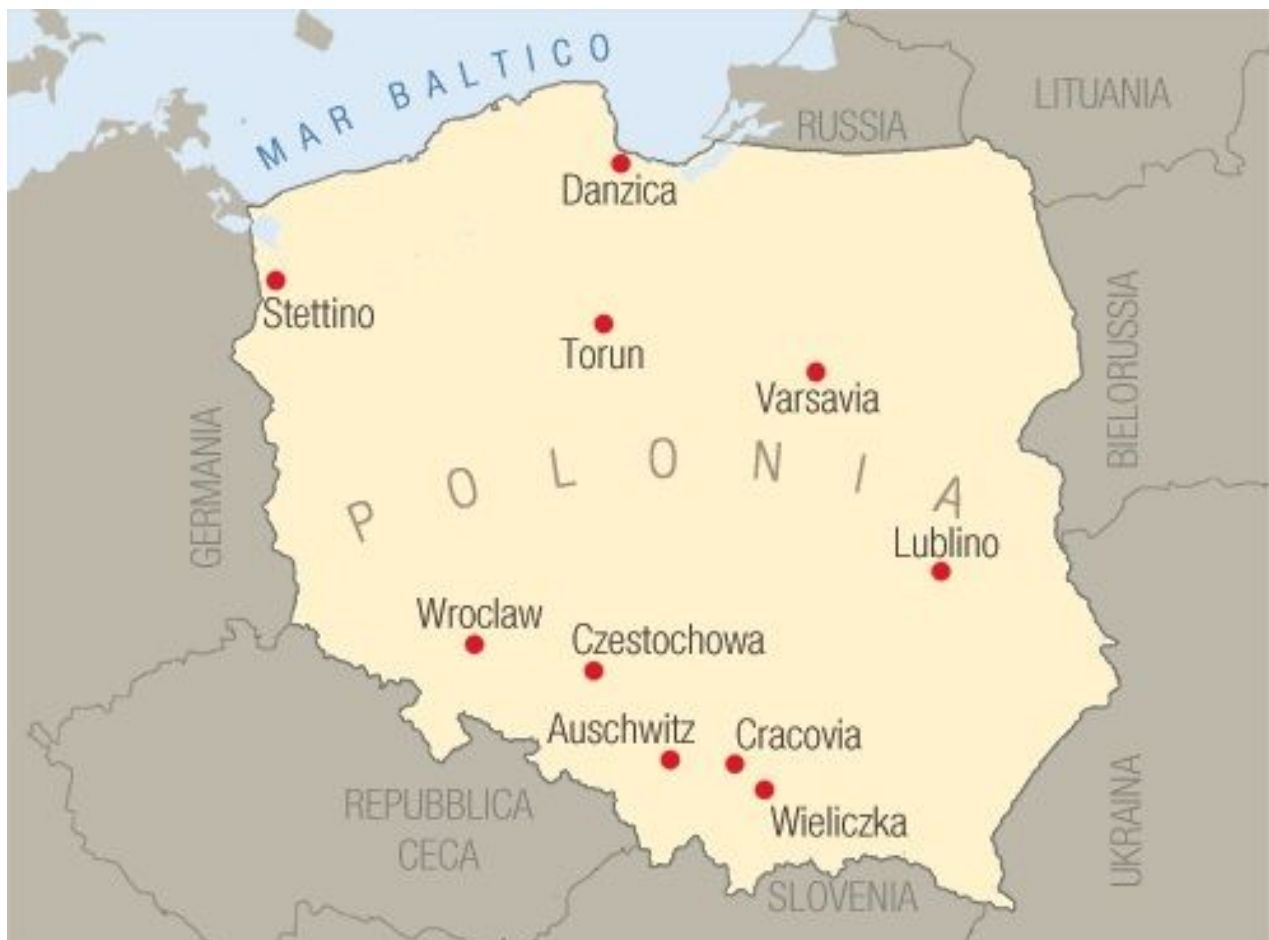 MAR BALTICO
LITUANIA
RUSSIA
Danzica
Stettino
Torun
Varsavia
BIELORUSSIA
GERMANIA
POLONIA
Lublino
Wroclaw
Czestochowa
Auschwitz
Cracovia
Wieliczka
REPUBBLICA
CECA
UKRAINA
SLOVENIA